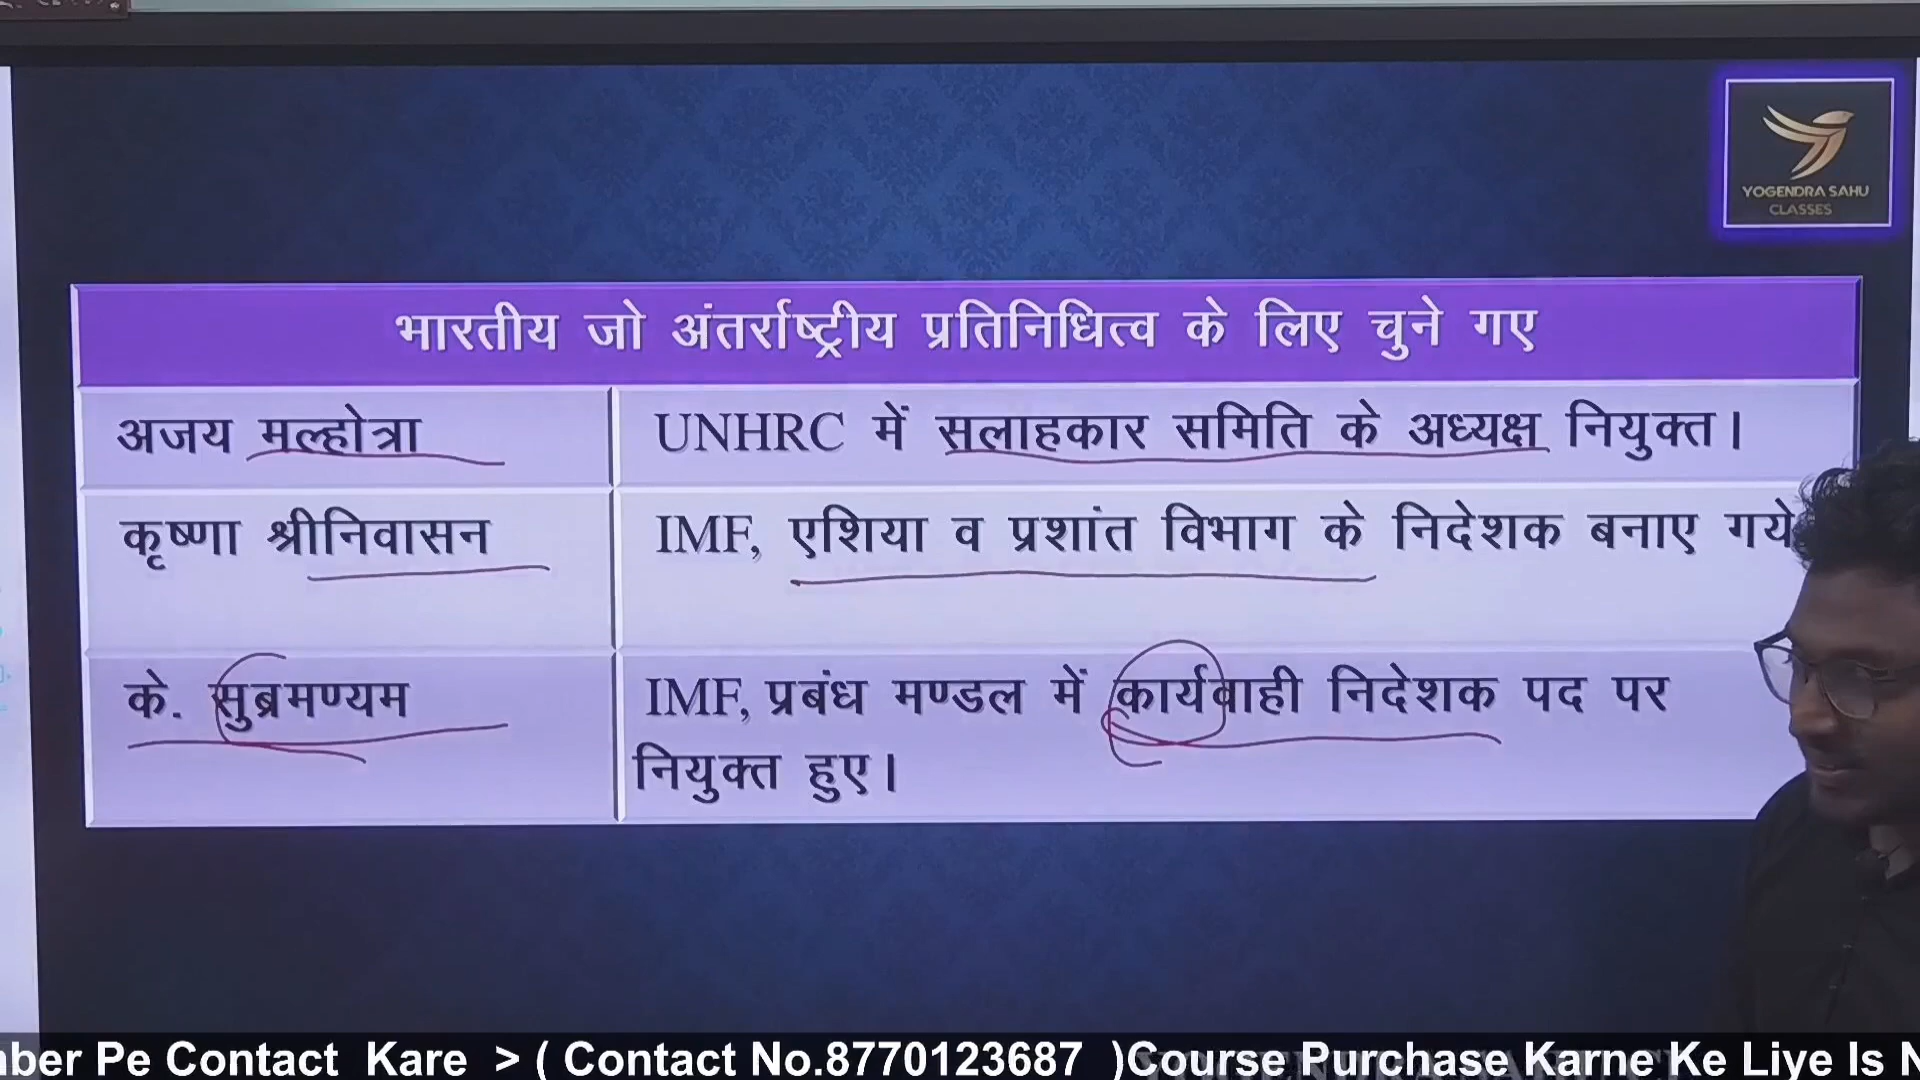 YOGENDRA SAHU
CLASSES
भारतीय जो अंतर्राष्ट्रीय प्रतिनिधित्व के लिए चुने गए
अजय मल्होत्रा
UNHRC में सलाहकार समिति के अध्यक्ष नियुक्त।
कृष्णा श्रीनिवासन
IMF, एशिया व प्रशांत विभाग के निदेशक बनाए गये
के. सुब्रमण्यम
IMF, प्रबंध मण्डल में कार्यवाही निदेशक पद पर
नियुक्त हुए।
Pe Contact Kare > ( Contact No.8770123687 )Course Purchase Karne Ke Liye Is